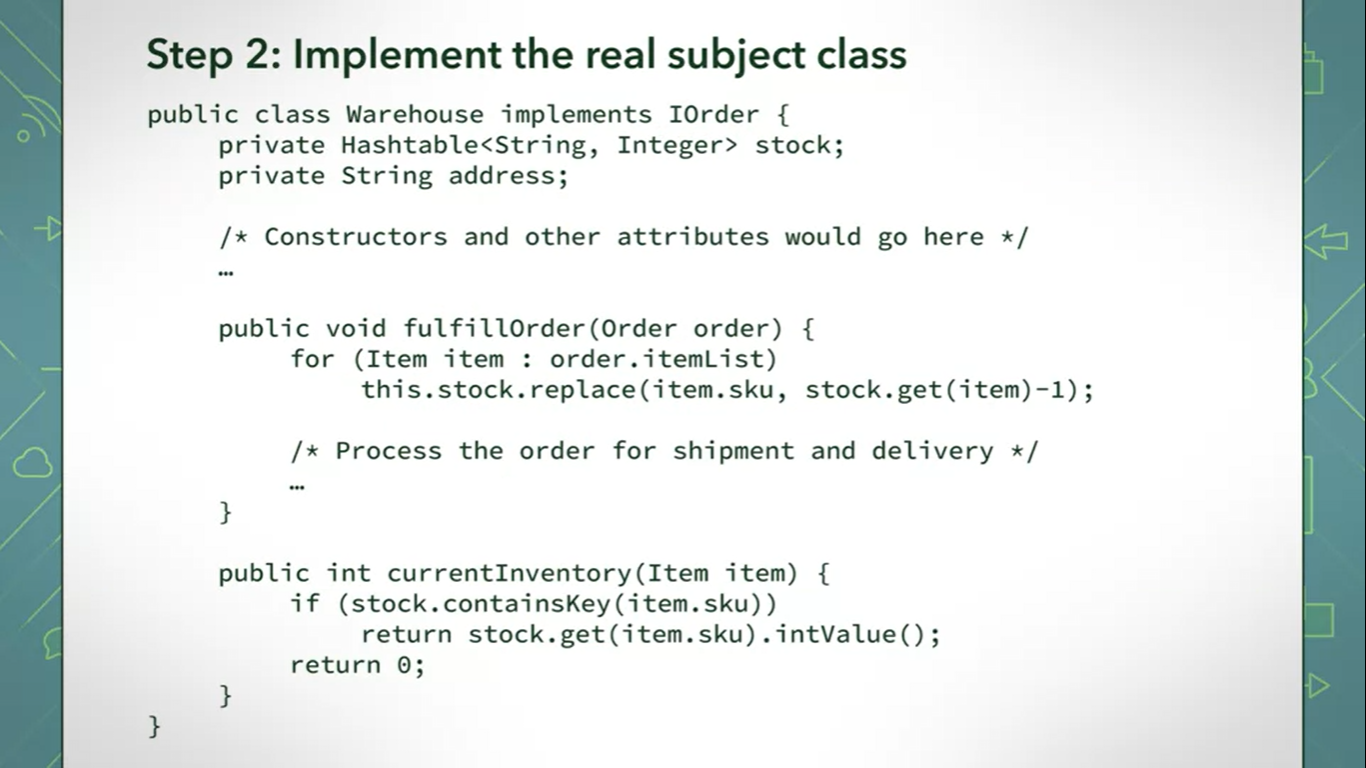 Step 2: Implement the real subject class
public class Warehouse implements IOrder {
private Hashtable<String, Integer> stock;
private String address;
/* Constructors and other attributes would go here */
…
public void fulfillOrder(Order order) {
for (Item item : order.itemList)
this.stock.replace(item.sku, stock.get(item)-1);
/* Process the order for shipment and delivery */
…
}
public int currentInventory(Item item) {
if (stock.containsKey(item.sku))
return stock.get(item.sku).intValue();
return 0;
}
}